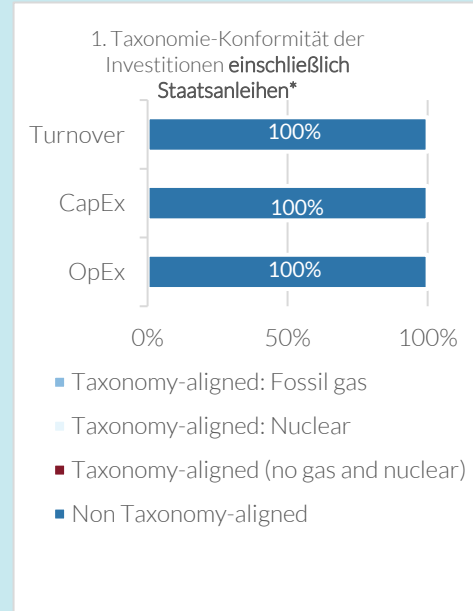 1. Taxonomie-Konformität der
Investitionen einschließlich
Staatsanleihen*
Turnover
100%
CapEx
100%
OpEx
100%
0%
50%
100%
Taxonomy-aligned: Fossil gas
Taxonomy-aligned: Nuclear
Taxonomy-aligned (no gas and nuclear)
Non Taxonomy-aligned